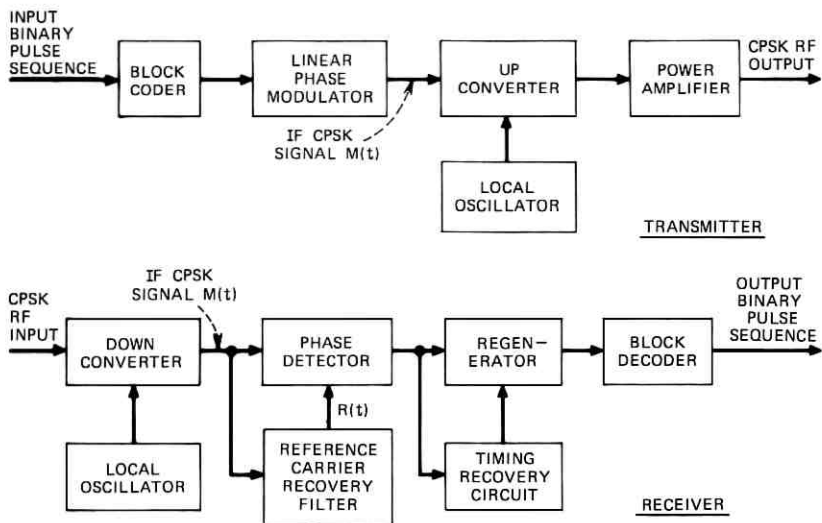 INPUT
BINARY
PULSE
SEQUENCE
BLOCK
CODER
LINEAR
PHASE
MODULATOR
IF CPSK
SIGNAL M(t)
UP
CONVERTER
LOCAL
OSCILLATOR
POWER
AMPLIFIER
CPSK RF
OUTPUT
TRANSMITTER
CPSK
RF
INPUT
DOWN
CONVERTER
LOCAL
OSCILLATOR
IF CPSK
SIGNAL M(t)
PHASE
DETECTOR
R(t)
REFERENCE
CARRIER
RECOVERY
FILTER
REGEN-
ERATOR
TIMING
RECOVERY
CIRCUIT
BLOCK
DECODER
OUTPUT
BINARY
PULSE
SEQUENCE
RECEIVER